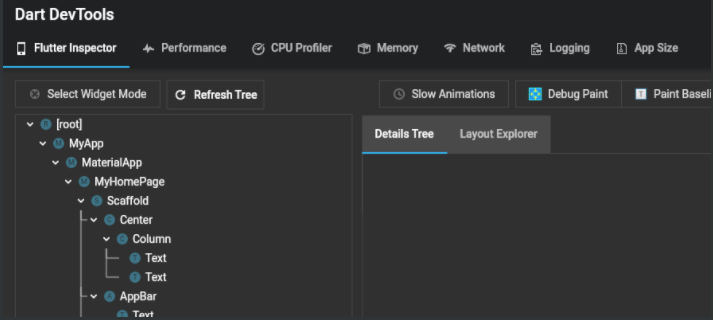 Dart DevTools
Flutter Inspector Performance CPU Profiler Memory Network Logging App Size
Select Widget Mode Refresh Tree Slow Animations Debug Paint Paint Baseli
[root]
Details Tree Layout Explorer
MyApp
MaterialApp
MyHomePage
Scaffold
Center
Column
Text
Text
AppBar
Text